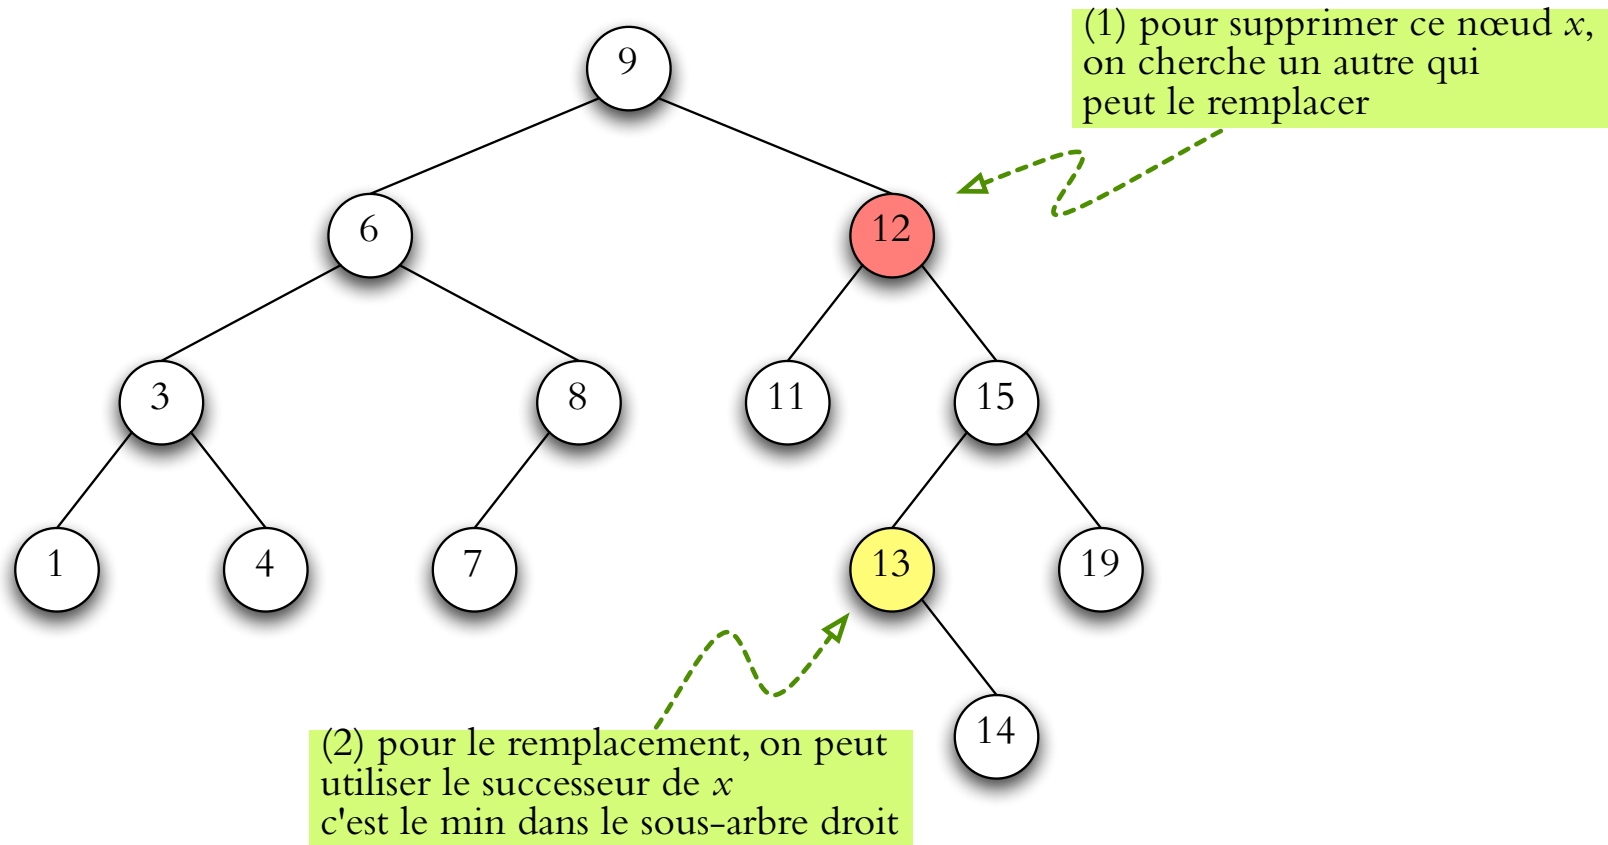 (1) pour supprimer ce nœud x,
on cherche un autre qui
peut le remplacer
9
6
12
3
8
11
15
1
4
7
13
19
14
(2) pour le remplacement, on peut
utiliser le successeur de x
c'est le min dans le sous-arbre droit